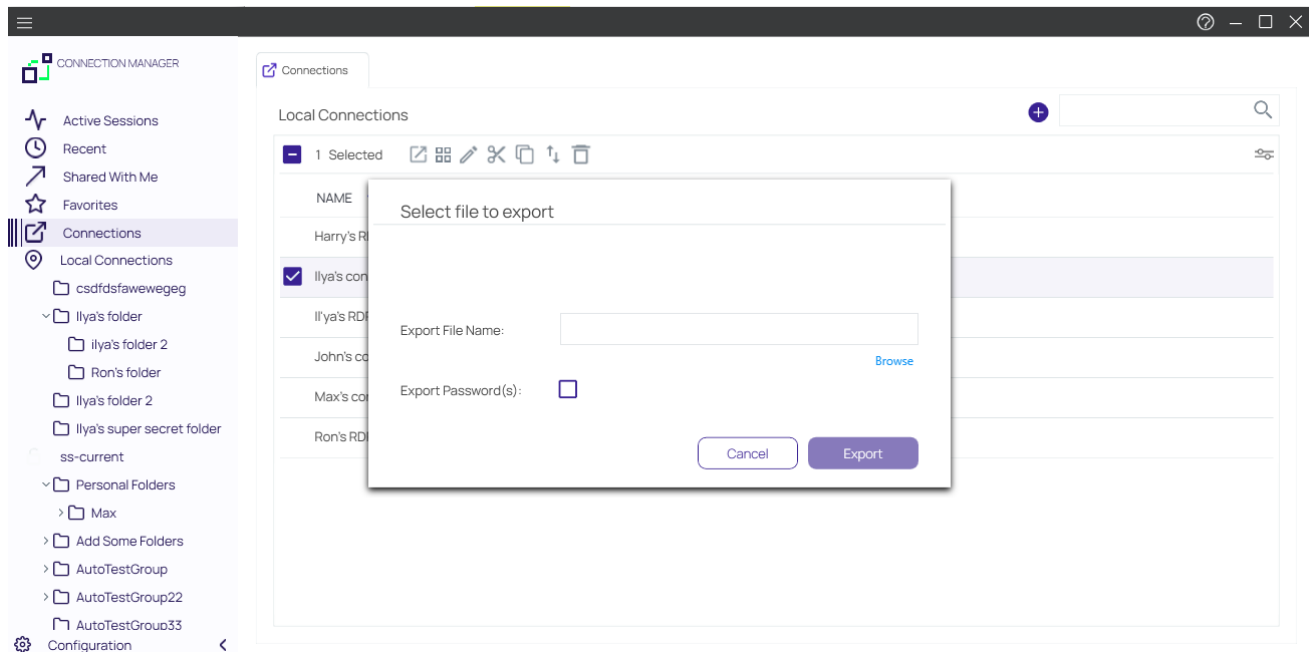 CONNECTION MANAGER
Active Sessions
Recent
Shared With Me
Favorites
Connections
Local Connections
csdfdsfawewegeg
Ilya's folder
ilya's folder 2
Ron's folder
Ilya's folder 2
Ilya's super secret folder
ss-current
Personal Folders
Max
Add Some Folders
AutoTestGroup
AutoTestGroup22
AutoTestGroup33
Configuration
Connections
Local Connections
1 Selected
NAME
Harry's
Ilya's con
Il'ya's RD
John's co
Max's con
Ron's RD
Select file to export
Export File Name:
Browse
Export Password(s):
Cancel
Export